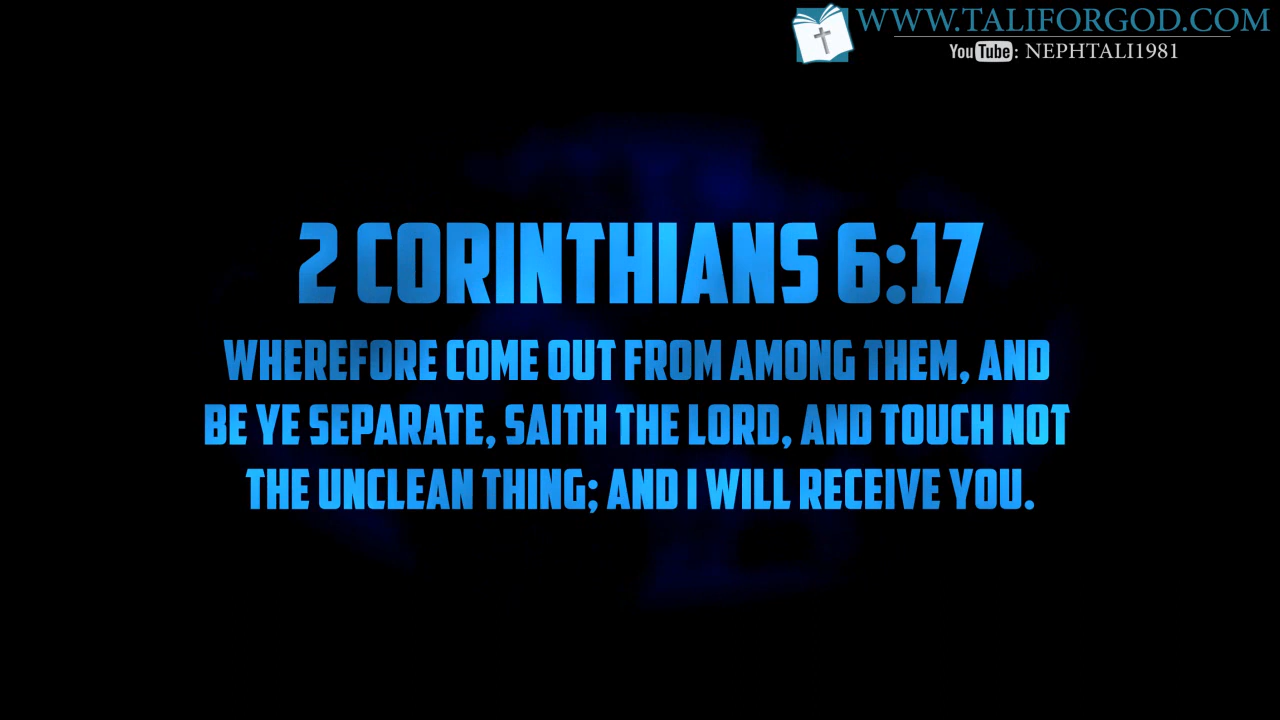 WWW.TALIFORGOD.COM
YouTube: NEPHTALI1981
2 CORINTHIANS 6:17
WHEREFORE COME OUT FROM AMONG THEM, AND
BE YE SEPARATE, SAITH THE LORD, AND TOUCH NOT
THE UNCLEAN THING; AND I WILL RECEIVE YOU.